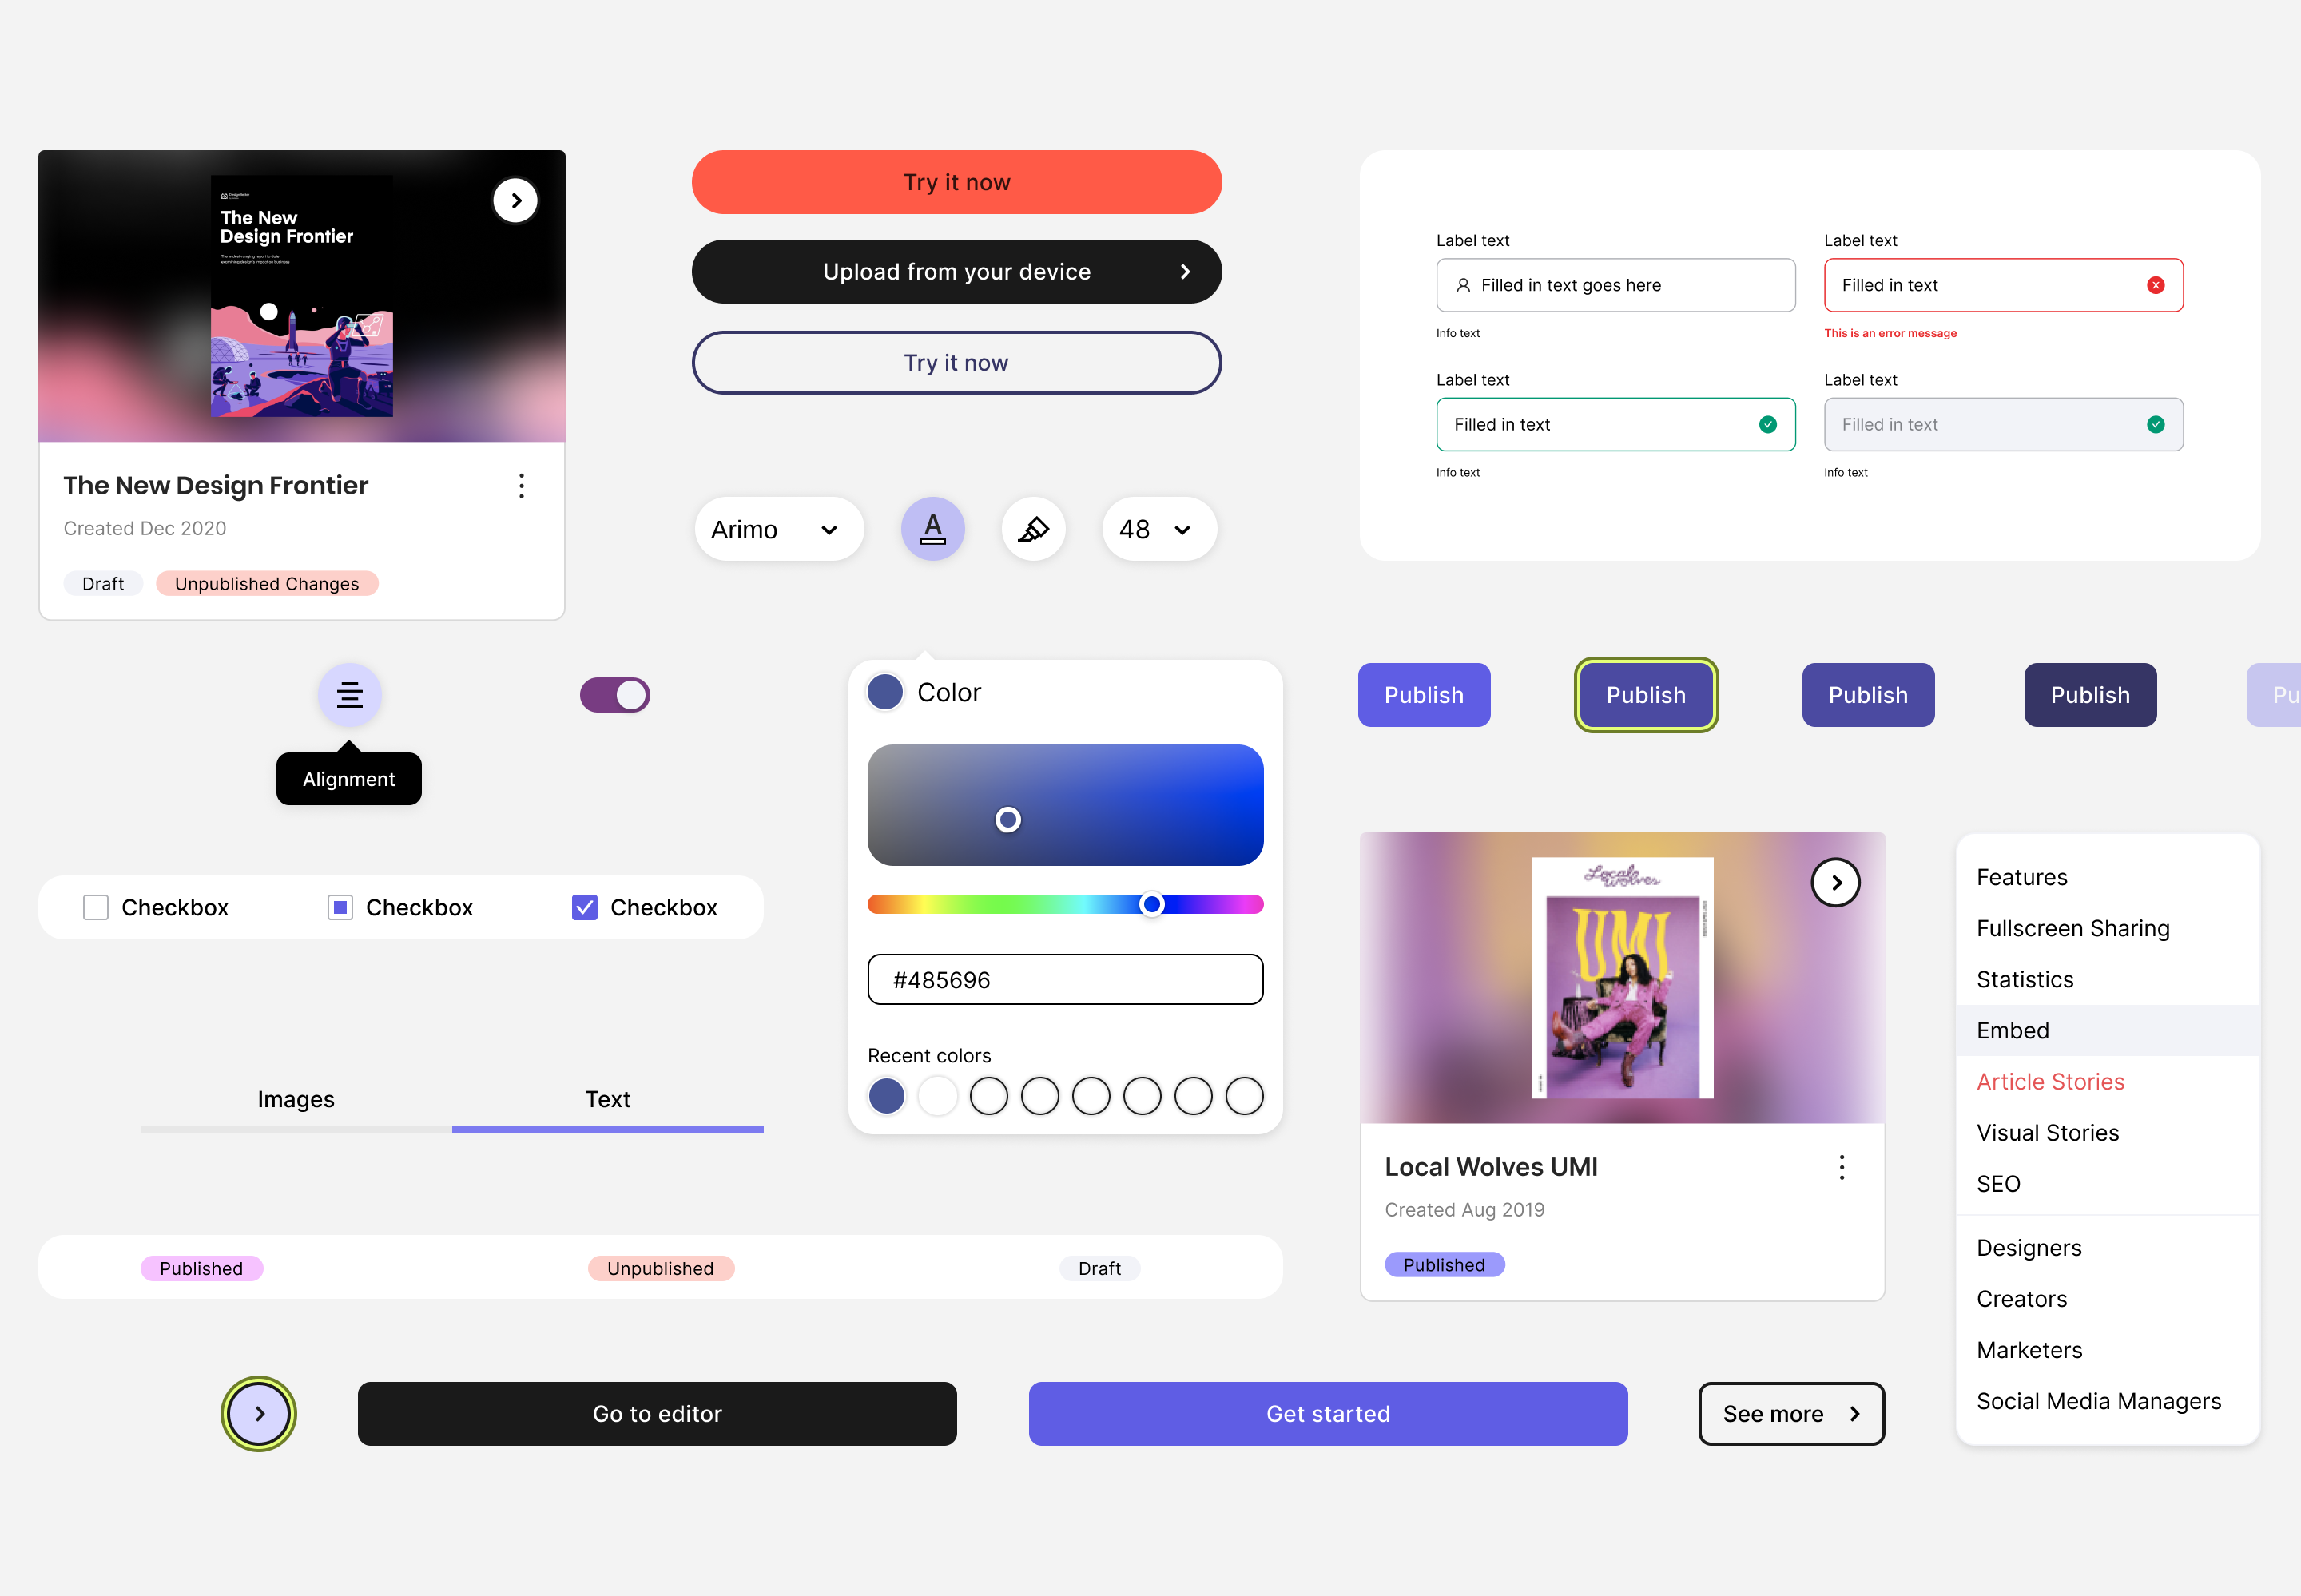 The New
Design Frontier
The New Design Frontier
Created Dec 2020
Draft
Unpublished Changes
Try it now
Upload from your device
Try it now
Arimo
A
48
Label text
Filled in text goes here
Info text
Label text
Filled in text
This is an error message
Label text
Filled in text
Info text
Label text
Filled in text
Info text
Alignment
Color
#485696
Recent colors
Publish
Publish
Publish
Publish
Pu
Checkbox
Checkbox
Checkbox
Images
Text
Published
Unpublished
Draft
Local
Wolves
UMI
Local Wolves UMI
Created Aug 2019
Published
Features
Fullscreen Sharing
Statistics
Embed
Article Stories
Visual Stories
SEO
Designers
Creators
Marketers
Social Media Managers
Go to editor
Get started
See more